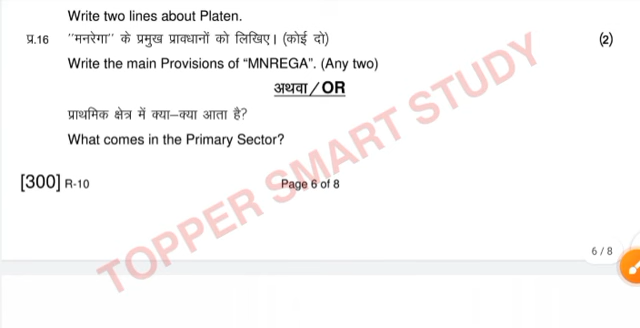 Write two lines about Platen.
प्र.16 "मनरेगा" के प्रमुख प्रावधानों को लिखिए। (कोई दो) (2)
Write the main Provisions of "MNREGA". (Any two)
अथवा/OR
प्राथमिक क्षेत्र में क्या–क्या आता है?
What comes in the Primary Sector?
[300] R-10 Page 6 of 8
TOPPER SMART STUDY
6 / 8